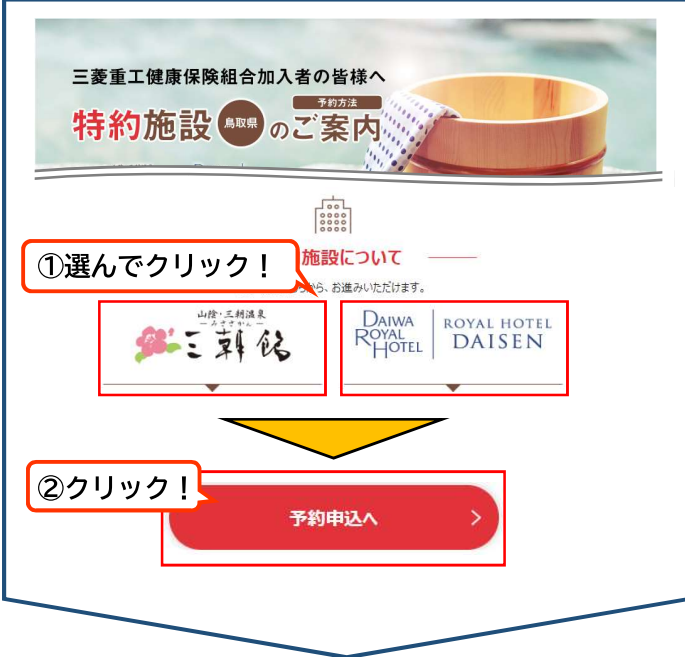 三菱重工健康保険組合加入者の皆様へ
予約方法
特約施設 鳥取県 のご案内
施設について
①選んでクリック！
から、お進みいただけます。
山陰・三朝温泉
みささかん
三朝館
DAIWA ROYAL HOTEL
ROYAL HOTEL DAISEN
②クリック！
予約申込へ